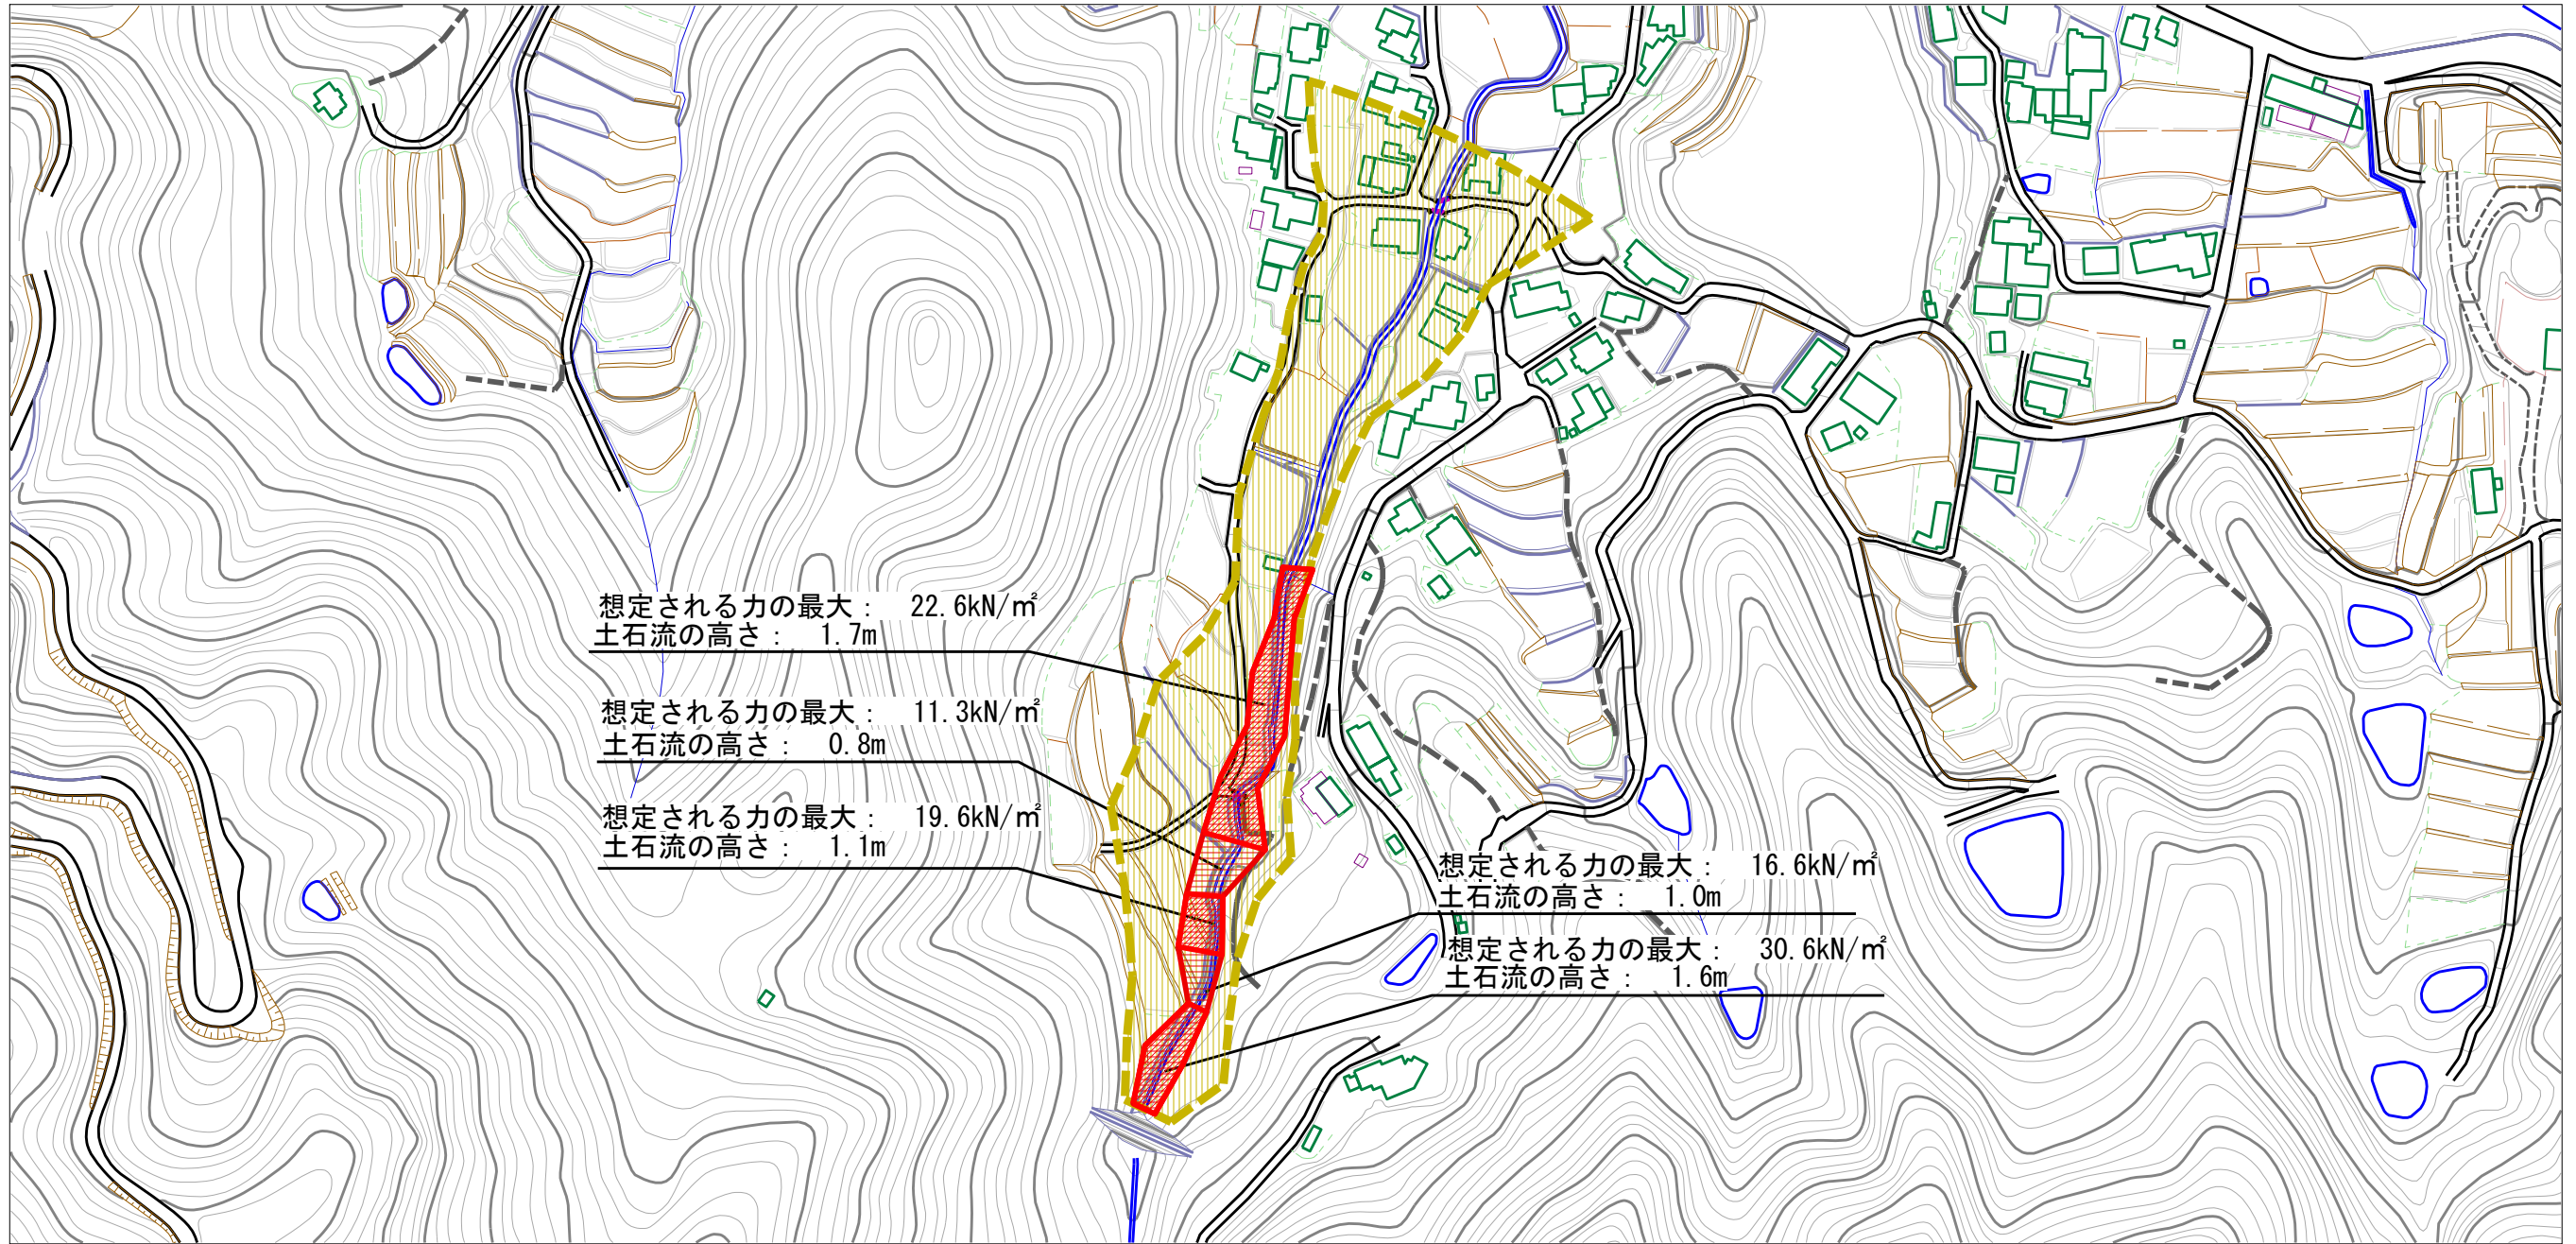 想定される力の最大： 22.6kN/㎡
土石流の高さ： 1.7m
想定される力の最大： 11.3kN/㎡
土石流の高さ： 0.8m
想定される力の最大： 19.6kN/㎡
土石流の高さ： 1.1m
想定される力の最大： 16.6kN/㎡
土石流の高さ： 1.0m
想定される力の最大： 30.6kN/㎡
土石流の高さ： 1.6m